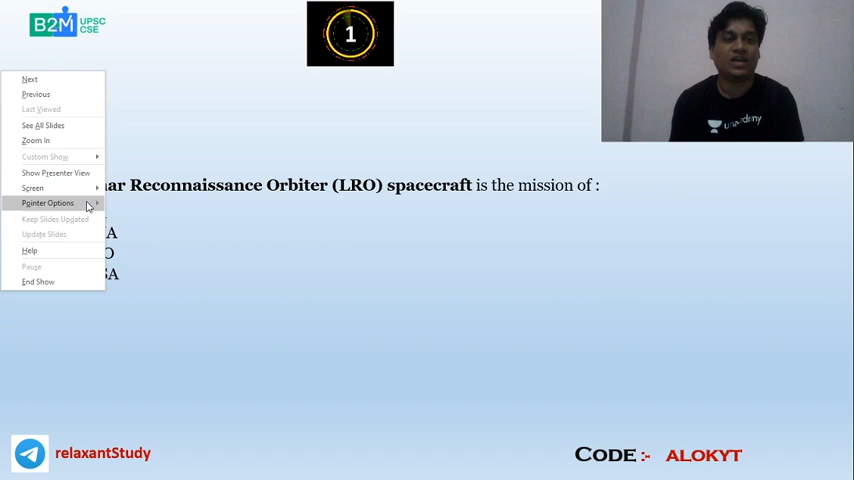 B2M UPSC
CSE
1
unacademy
Next
Previous
Last Viewed
See All Slides
Zoom In
Custom Show
Show Presenter View
Screen
Pointer Options
Keep Slides Updated
Update Slides
Help
Pause
End Show
ar Reconnaissance Orbiter (LRO) spacecraft is the mission of :
A
O
SA
relaxantStudy
CODE :- ALOKYT